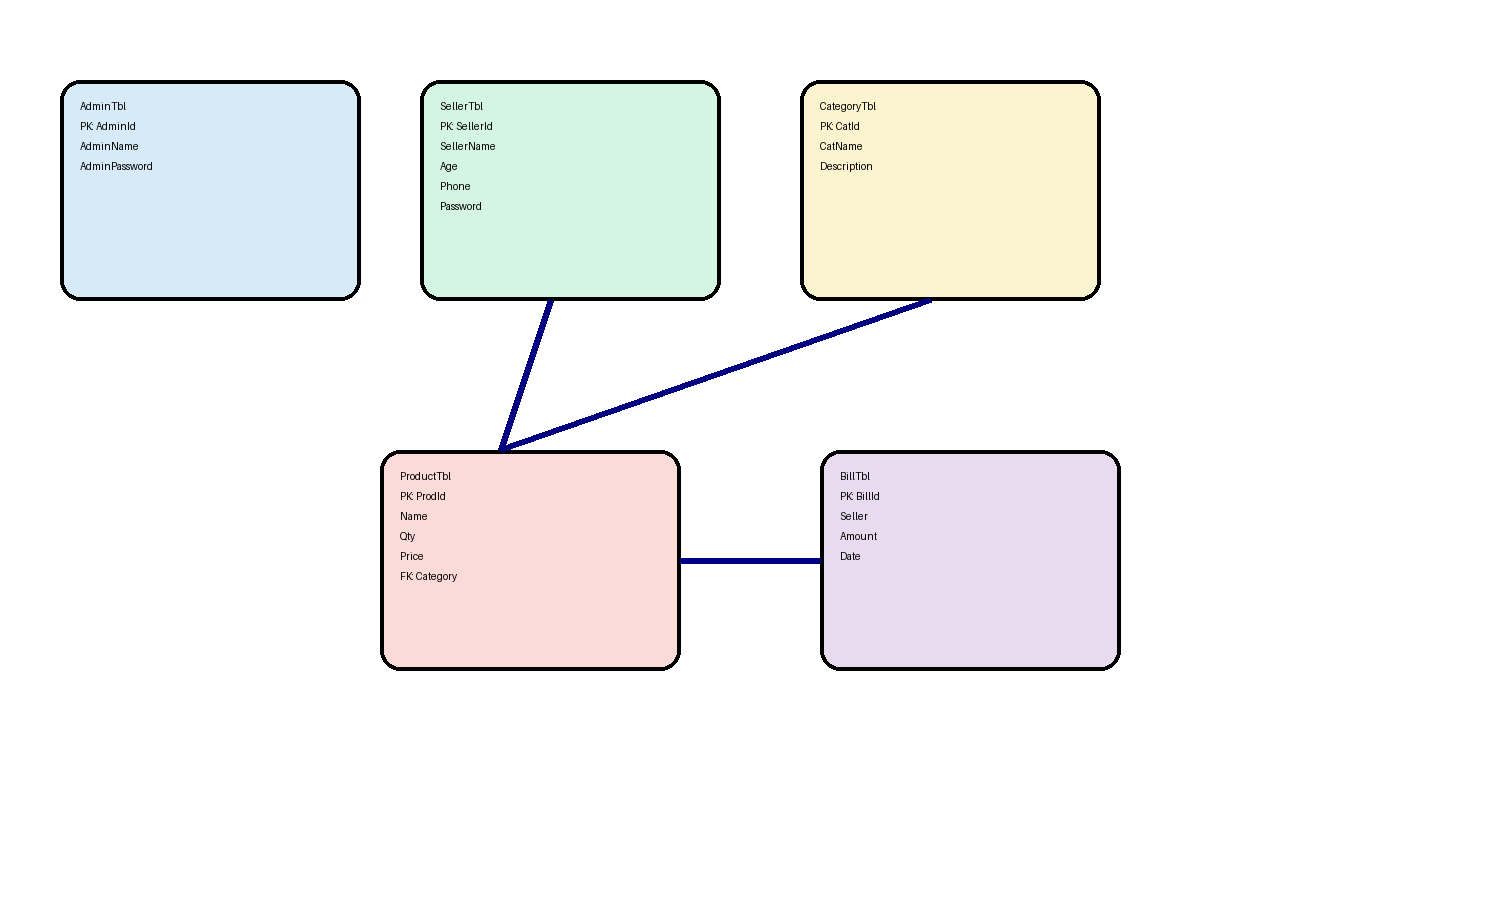 AdminTbl
PK: AdminId
AdminName
AdminPassword
SellerTbl
PK: SellerId
SellerName
Age
Phone
Password
CategoryTbl
PK: CatId
CatName
Description
ProductTbl
PK: ProdId
Name
Qty
Price
FK: Category
BillTbl
PK: BillId
Seller
Amount
Date